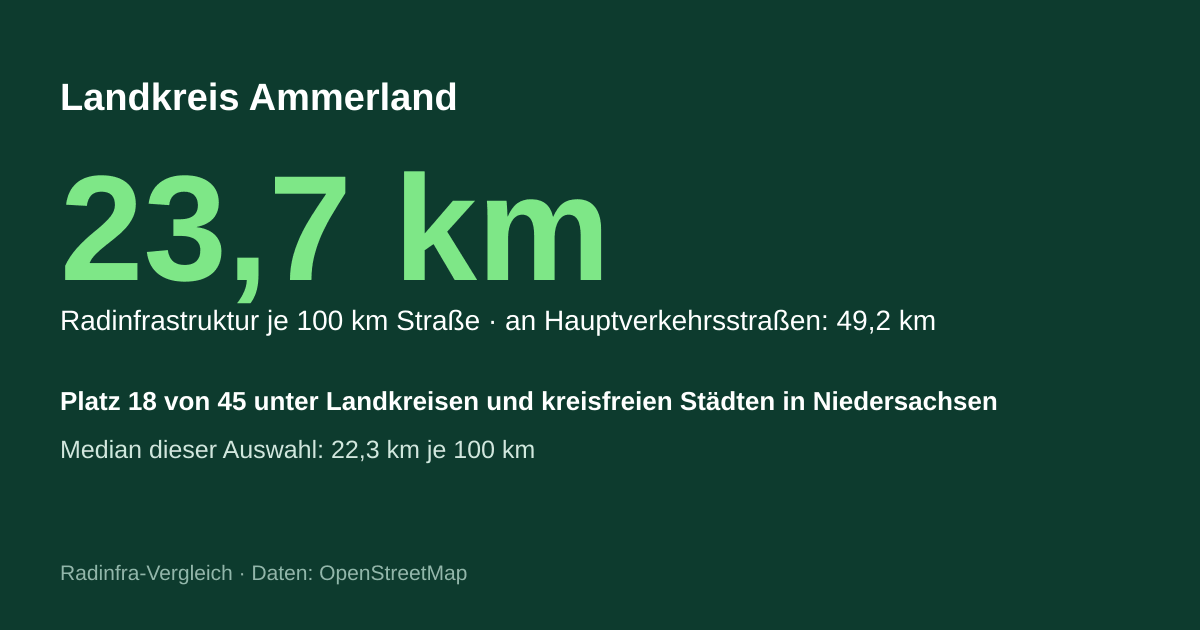 Landkreis Ammerland
23,7 km
Radinfrastruktur je 100 km Straße · an Hauptverkehrsstraßen: 49,2 km
Platz 18 von 45 unter Landkreisen und kreisfreien Städten in Niedersachsen
Median dieser Auswahl: 22,3 km je 100 km
Radinfra-Vergleich · Daten: OpenStreetMap